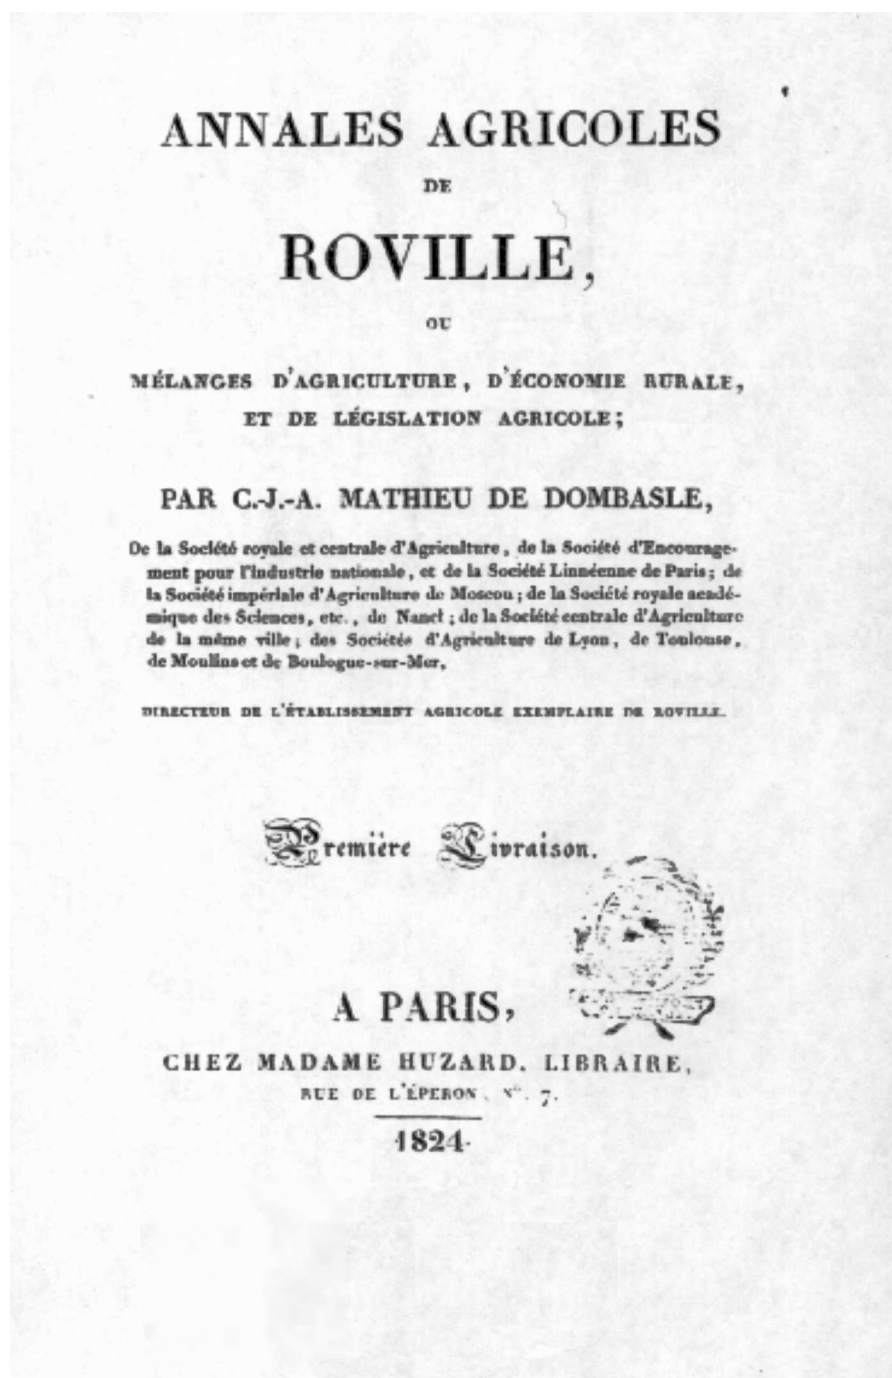 ANNALES AGRICOLES
DE
ROVILLE,
OU
MÉLANGES D'AGRICULTURE, D'ÉCONOMIE RURALE,
ET DE LÉGISLATION AGRICOLE;
PAR C.-J.-A. MATHIEU DE DOMBASLE,
De la Société royale et centrale d'Agriculture, de la Société d'Encourage-
ment pour l'Industrie nationale, et de la Société Linnéenne de Paris; de
la Société impériale d'Agriculture de Moscou; de la Société royale acadé-
mique des Sciences, etc., de Nanci; de la Société centrale d'Agriculture
de la même ville; des Sociétés d'Agriculture de Lyon, de Toulouse,
de Moulins et de Boulogne-sur-Mer,
DIRECTEUR DE L'ÉTABLISSEMENT AGRICOLE EXEMPLAIRE DE ROVILLE.
Première Livraison.
A PARIS,
CHEZ MADAME HUZARD, LIBRAIRE,
RUE DE L'ÉPERON, No. 7.
1824